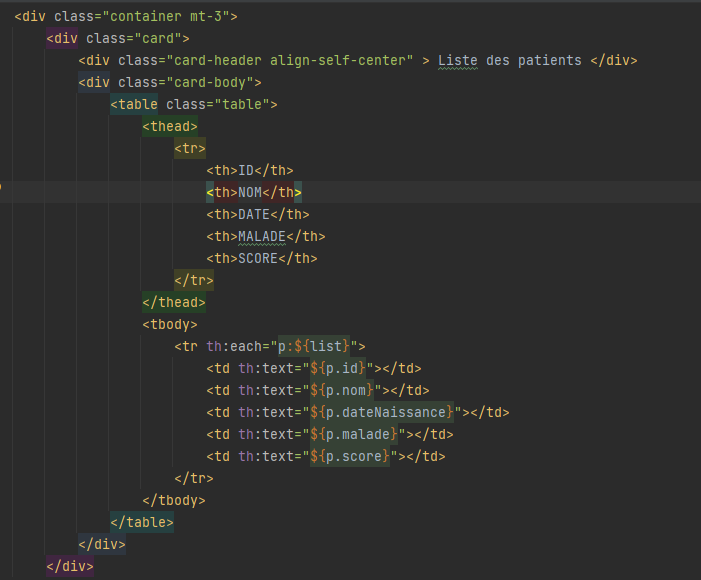 <div class="container mt-3">
<div class="card">
<div class="card-header align-self-center" > Liste des patients </div>
<div class="card-body">
<table class="table">
<thead>
<tr>
<th>ID</th>
<th>NOM</th>
<th>DATE</th>
<th>MALADE</th>
<th>SCORE</th>
</tr>
</thead>
<tbody>
<tr th:each="p:${list}">
<td th:text="${p.id}"></td>
<td th:text="${p.nom}"></td>
<td th:text="${p.dateNaissance}"></td>
<td th:text="${p.malade}"></td>
<td th:text="${p.score}"></td>
</tr>
</tbody>
</table>
</div>
</div>